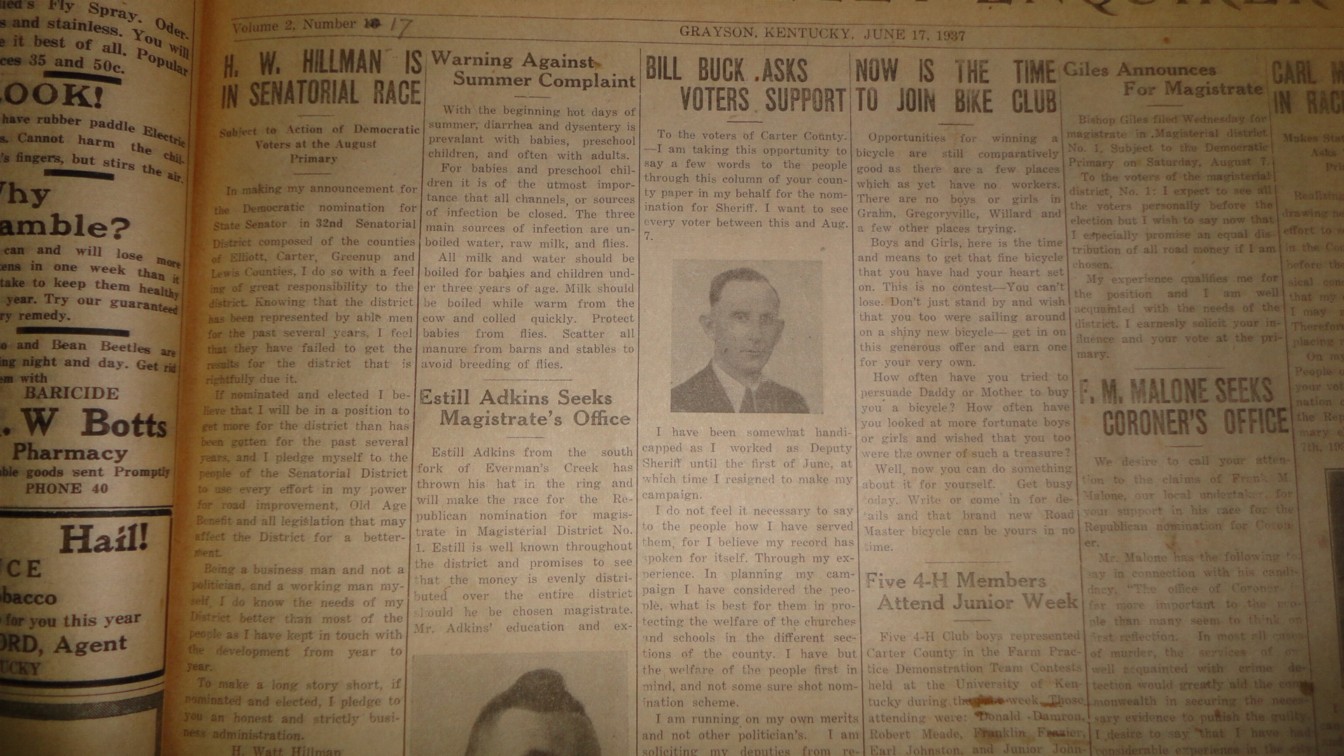 ENQUIRER
Volume 2, Number 17
GRAYSON, KENTUCKY, JUNE 17, 1937
Fly Spray. Oder-
s and stainless. You will
e it best of all. Popular
ces 35 and 50c.
LOOK!
have rubber paddle Electric
s. Cannot harm the chil-
's fingers, but stirs the air.
Why
amble?
can and will lose more
ens in one week than it
take to keep them healthy
year. Try our guaranteed
ry remedy.
o and Bean Beetles are
ing night and day. Get rid
em with
BARICIDE
. W Botts
Pharmacy
ble goods sent Promptly
PHONE 40
Hail!
CE
obacco
for you this year
ORD, Agent
UCKY
H. W. HILLMAN IS
IN SENATORIAL RACE
Subject to Action of Democratic
Voters at the August
Primary
In making my announcement for
the Democratic nomination for
State Senator in 32nd Senatorial
District composed of the counties
of Elliott, Carter, Greenup and
Lewis Counties, I do so with a feel
ing of great responsibility to the
district. Knowing that the district
has been represented by able men
for the past several years, I feel
that they have failed to get the
results for the district that is
rightfully due it.
If nominated and elected I be-
lieve that I will be in a position to
get more for the district than has
been gotten for the past several
years, and I pledge myself to the
people of the Senatorial District
to use every effort in my power
for road improvement, Old Age
Benefit and all legislation that may
affect the District for a better-
ment.
Being a business man and not a
politician, and a working man my-
self, I do know the needs of my
District better than most of the
people as I have kept in touch with
the development from year to
year.
To make a long story short, if
nominated and elected, I pledge to
you an honest and strictly busi-
ness administration.
H. Watt Hillman
Warning Against
Summer Complaint
With the beginning hot days of
summer, diarrhea and dysentery is
prevalant with babies, preschool
children, and often with adults.
For babies and preschool chil-
dren it is of the utmost impor-
tance that all channels, or sources
of infection be closed. The three
main sources of infection are un-
boiled water, raw milk, and flies.
All milk and water should be
boiled for babies and children und-
er three years of age. Milk should
be boiled while warm from the
cow and colled quickly. Protect
babies from flies. Scatter all
manure from barns and stables to
avoid breeding of flies.
Estill Adkins Seeks
Magistrate's Office
Estill Adkins from the south
fork of Everman's Creek has
thrown his hat in the ring and
will make the race for the Re-
publican nomination for magis-
trate in Magisterial District No.
1. Estill is well known throughout
the district and promises to see
that the money is evenly distri-
buted over the entire district
should he be chosen magistrate.
Mr. Adkins' education and ex-
BILL BUCK ASKS
VOTERS SUPPORT
To the voters of Carter County.
—I am taking this opportunity to
say a few words to the people
through this column of your coun-
ty paper in my behalf for the nom-
ination for Sheriff. I want to see
every voter between this and Aug.
7.
I have been somewhat handi-
capped as I worked as Deputy
Sheriff until the first of June, at
which time I resigned to make my
campaign.
I do not feel it necessary to say
to the people how I have served
them, for I believe my record has
spoken for itself. Through my ex-
perience. In planning my cam-
paign I have considered the peo-
ple, what is best for them in pro-
tecting the welfare of the churches
and schools in the different sec-
tions of the county. I have but
the welfare of the people first in
mind, and not some sure shot nom-
ination scheme.
I am running on my own merits
and not other politician's. I am
soliciting my deputies from re-
NOW IS THE TIME
TO JOIN BIKE CLUB
Opportunities for winning a
bicycle are still comparatively
good as there are a few places
which as yet have no workers.
There are no boys or girls in
Grahn, Gregoryville, Willard and
a few other places trying.
Boys and Girls, here is the time
and means to get that fine bicycle
that you have had your heart set
on. This is no contest—You can't
lose. Don't just stand by and wish
that you too were sailing around
on a shiny new bicycle— get in on
this generous offer and earn one
for your very own.
How often have you tried to
persuade Daddy or Mother to buy
you a bicycle? How often have
you looked at more fortunate boys
or girls and wished that you too
were the owner of such a treasure?
Well, now you can do something
about it for yourself. Get busy
today. Write or come in for de-
tails and that brand new Road
Master bicycle can be yours in no
time.
Five 4-H Members
Attend Junior Week
Five 4-H Club boys represented
Carter County in the Farm Prac-
tice Demonstration Team Contests
held at the University of Ken-
tucky during the week. Those
attending were: Donald Damron,
Robert Meade, Franklin Frazier,
Earl Johnston, and Junior John-
Giles Announces
For Magistrate
Bishop Giles filed Wednesday for
magistrate in Magisterial district
No. 1, Subject to the Democratic
Primary on Saturday, August 7.
To the voters of the magisterial
district, No. 1: I expect to see all
the voters personally before the
election but I wish to say now that
I especially promise an equal dis-
tribution of all road money if I am
chosen.
My experience qualifies me for
the position and I am well
acquainted with the needs of the
district. I earnesly solicit your in-
fluence and your vote at the pri-
mary.
F. M. MALONE SEEKS
CORONER'S OFFICE
We desire to call your atten-
tion to the claims of Frank M.
Malone, our local undertaker, for
your support in his race for the
Republican nomination for Coron-
er.
Mr. Malone has the following to
say in connection with his candi-
dacy, "The office of Coroner
far more important to the peo-
ple than many seem to think on
first reflection. In most all cases
of murder, the services of
well acquainted with crime de-
tection would greatly aid the com-
monwealth in securing the neces-
sary evidence to punish the guilty.
I desire to say that I have had
considerable
CARL M
IN RAC